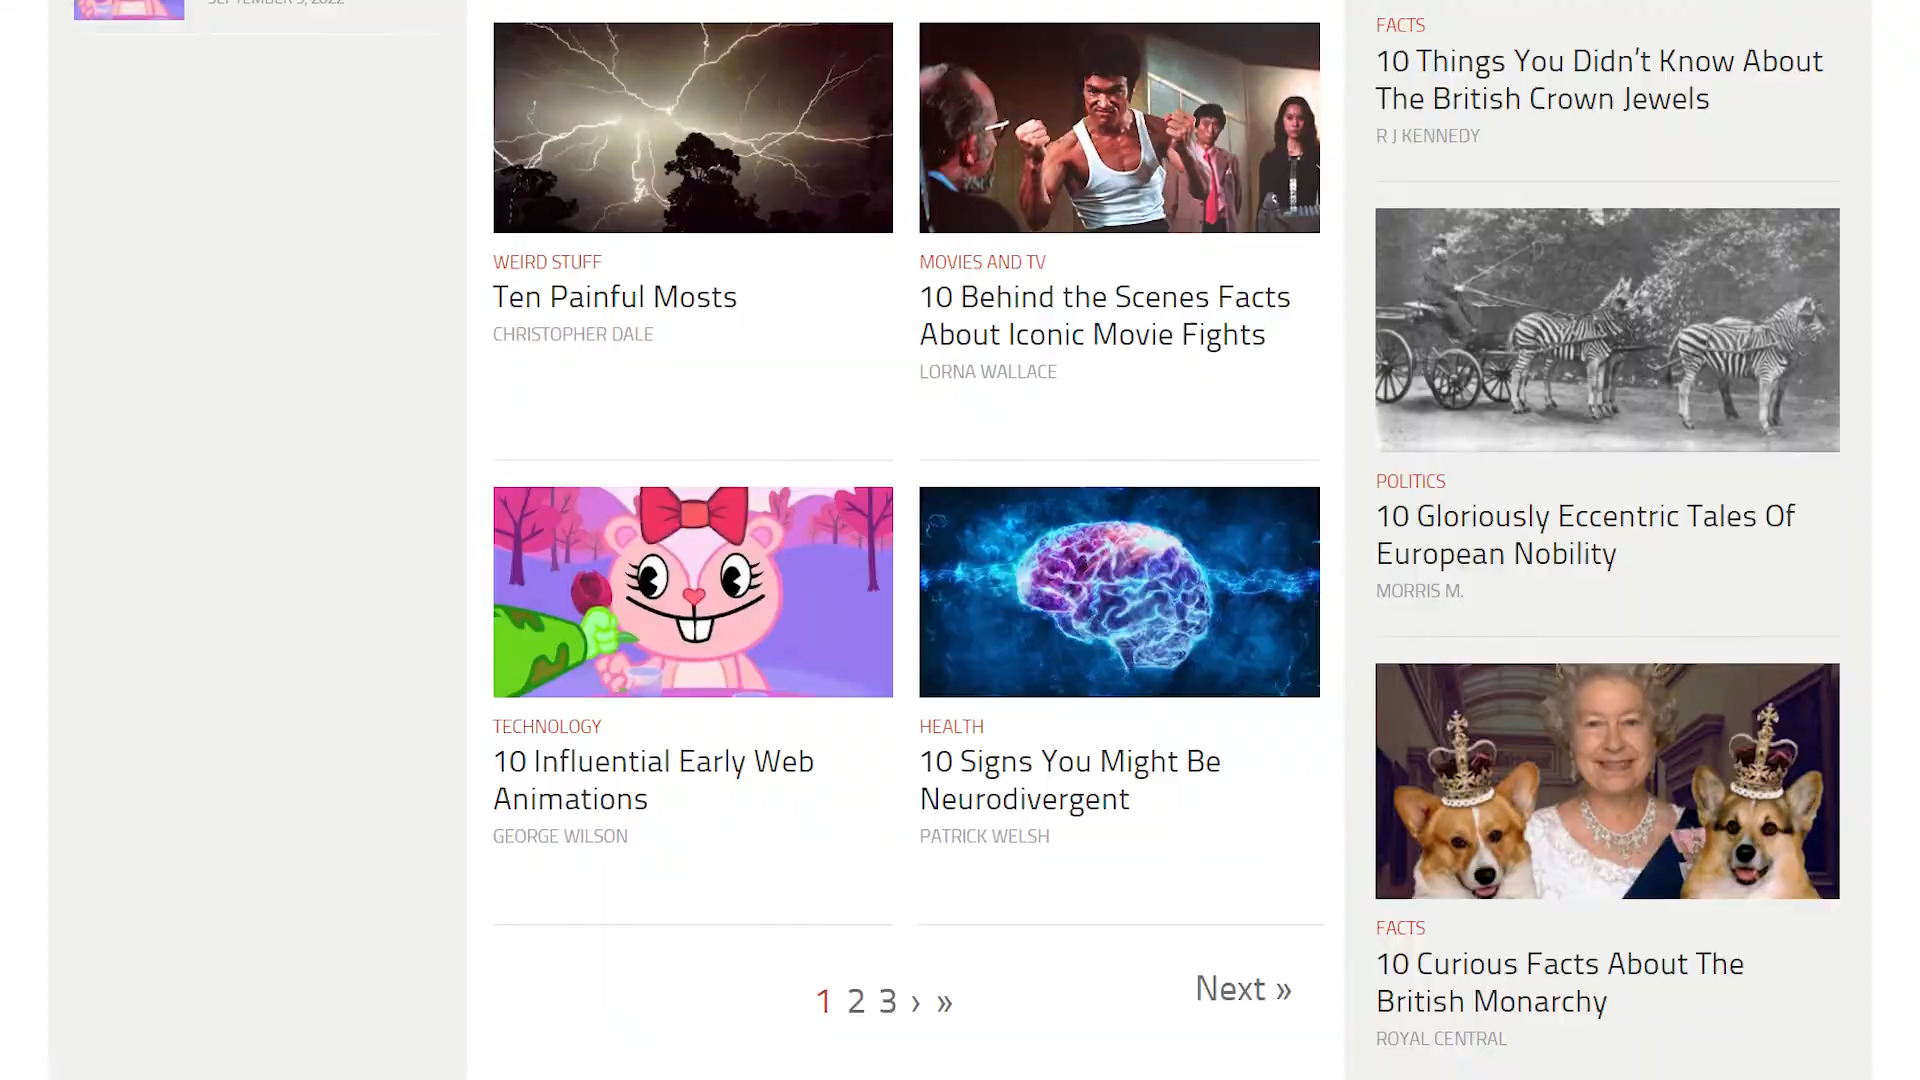 SEPTEMBER 5, 2022
WEIRD STUFF
Ten Painful Mosts
CHRISTOPHER DALE
MOVIES AND TV
10 Behind the Scenes Facts
About Iconic Movie Fights
LORNA WALLACE
TECHNOLOGY
10 Influential Early Web
Animations
GEORGE WILSON
HEALTH
10 Signs You Might Be
Neurodivergent
PATRICK WELSH
1 2 3 › »
Next »
FACTS
10 Things You Didn’t Know About
The British Crown Jewels
R J KENNEDY
POLITICS
10 Gloriously Eccentric Tales Of
European Nobility
MORRIS M.
FACTS
10 Curious Facts About The
British Monarchy
ROYAL CENTRAL